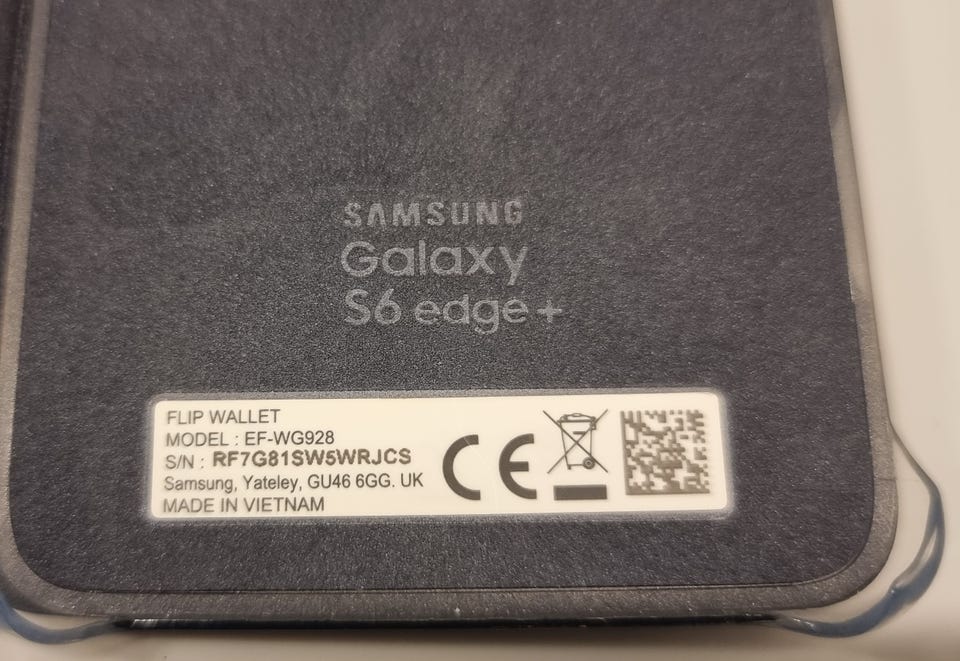 SAMSUNG
Galaxy
S6 edge+
FLIP WALLET
MODEL : EF-WG928
S/N : RF7G81SW5WRJCS
Samsung, Yateley, GU46 6GG. UK
MADE IN VIETNAM
CE